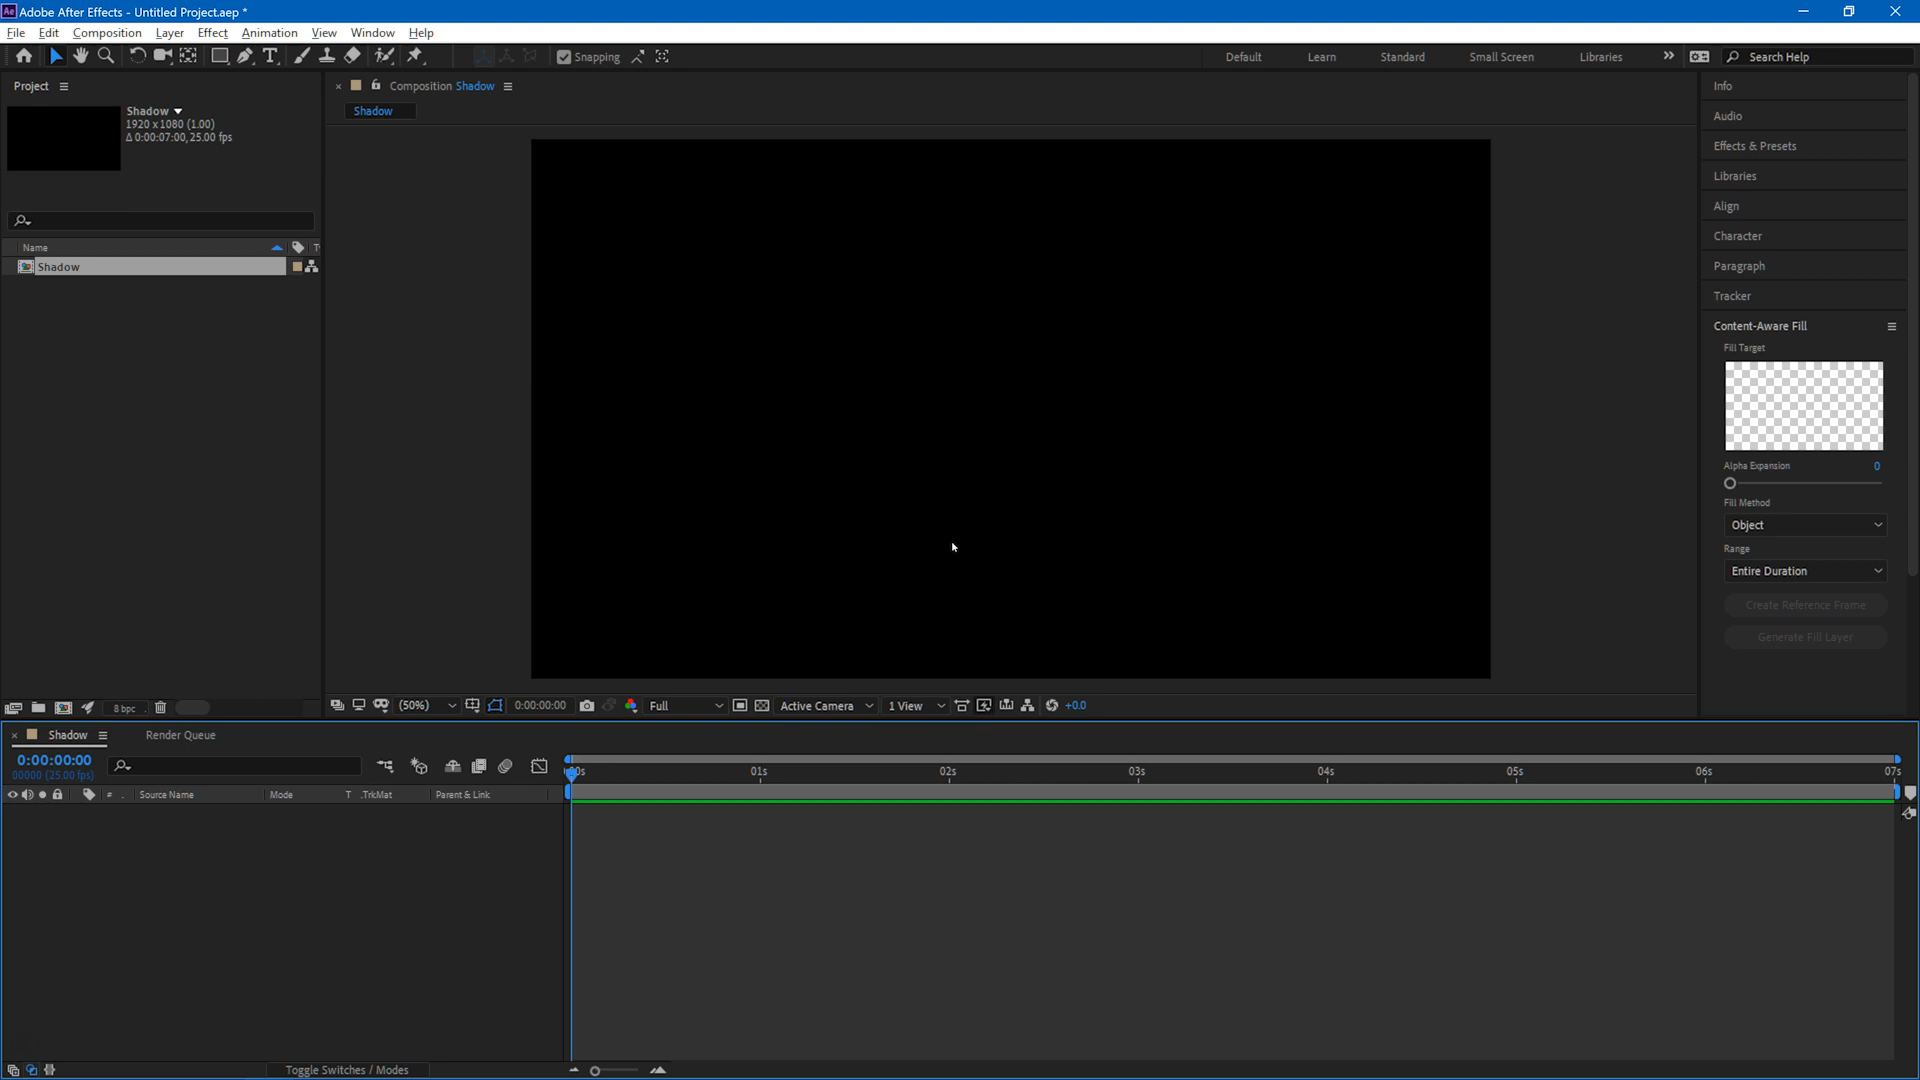 Ae Adobe After Effects - Untitled Project.aep *
File Edit Composition Layer Effect Animation View Window Help
Snapping
Default Learn Standard Small Screen Libraries Search Help
Project
Shadow
1920 x 1080 (1.00)
Δ 0:00:07:00, 25.00 fps
Name
Shadow
8 bpc
Composition Shadow
Shadow
(50%) 0:00:00:00 Full Active Camera 1 View +0.0
Info
Audio
Effects & Presets
Libraries
Align
Character
Paragraph
Tracker
Content-Aware Fill
Fill Target
Alpha Expansion 0
Fill Method
Object
Range
Entire Duration
Create Reference Frame
Generate Fill Layer
Shadow Render Queue
0:00:00:00
00000 (25.00 fps)
# Source Name Mode T .TrkMat Parent & Link
01s 02s 03s 04s 05s 06s 07s
Toggle Switches / Modes